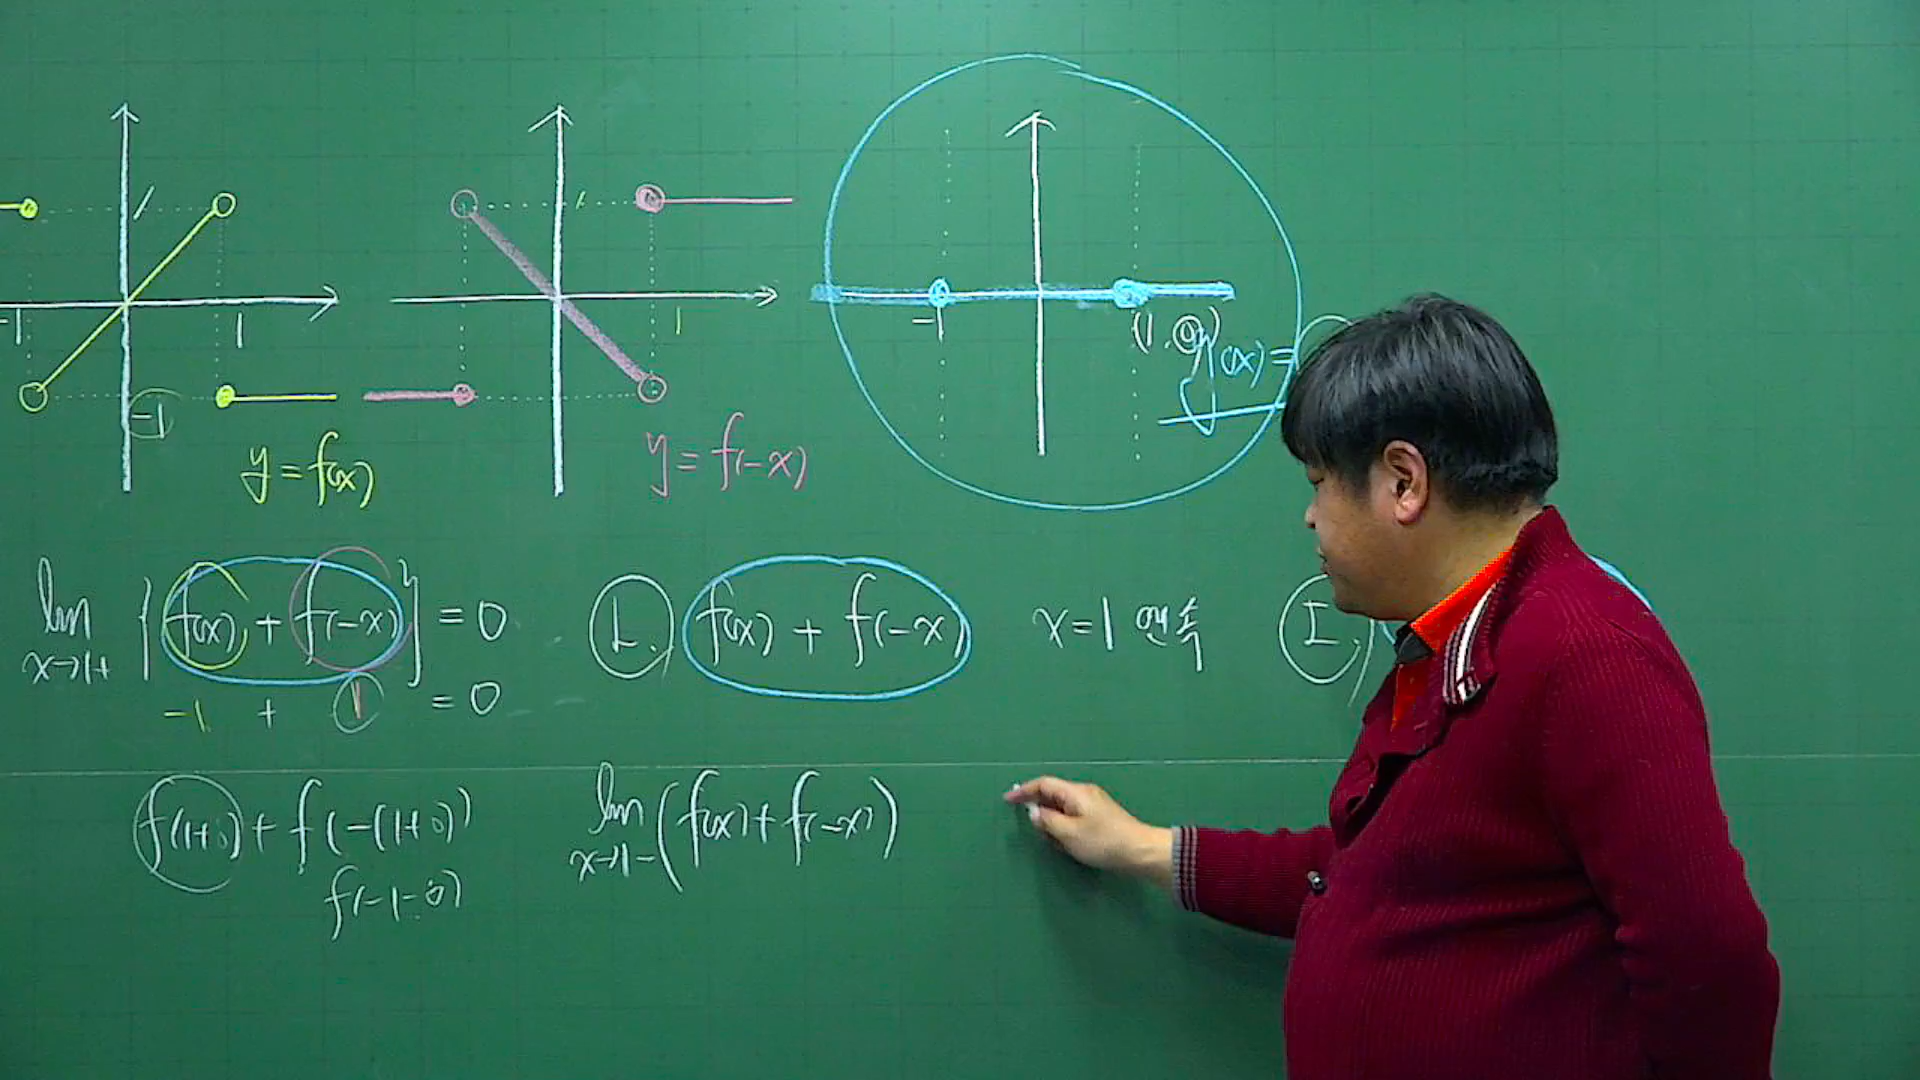 1
-1
1
-1
y=f(x)
1
1
y=f(-x)
-1
(1.0)
g(x)=
lim x→1+ {f(x)+f(-x)}=0
-1 + 1 =0
ㄴ. f(x)+f(-x) x=1 연속
ㄷ.
f(1+0)+f(-(1+0))
f(-1-0)
lim x→1- (f(x)+f(-x))